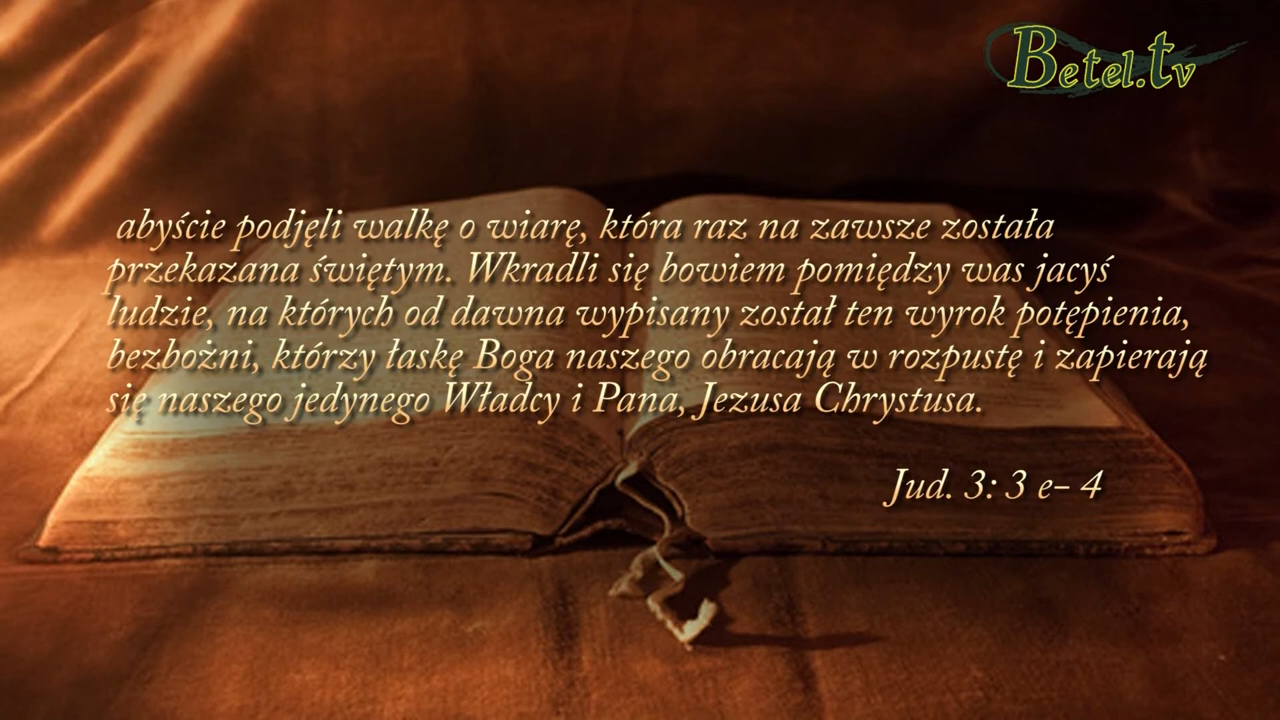 Betel.tv
abyście podjęli walkę o wiarę, która raz na zawsze została
przekazana świętym. Wkradli się bowiem pomiędzy was jacyś
ludzie, na których od dawna wypisany został ten wyrok potępienia,
bezbożni, którzy łaskę Boga naszego obracają w rozpustę i zapierają
się naszego jedynego Władcy i Pana, Jezusa Chrystusa.
Jud. 3: 3 e- 4